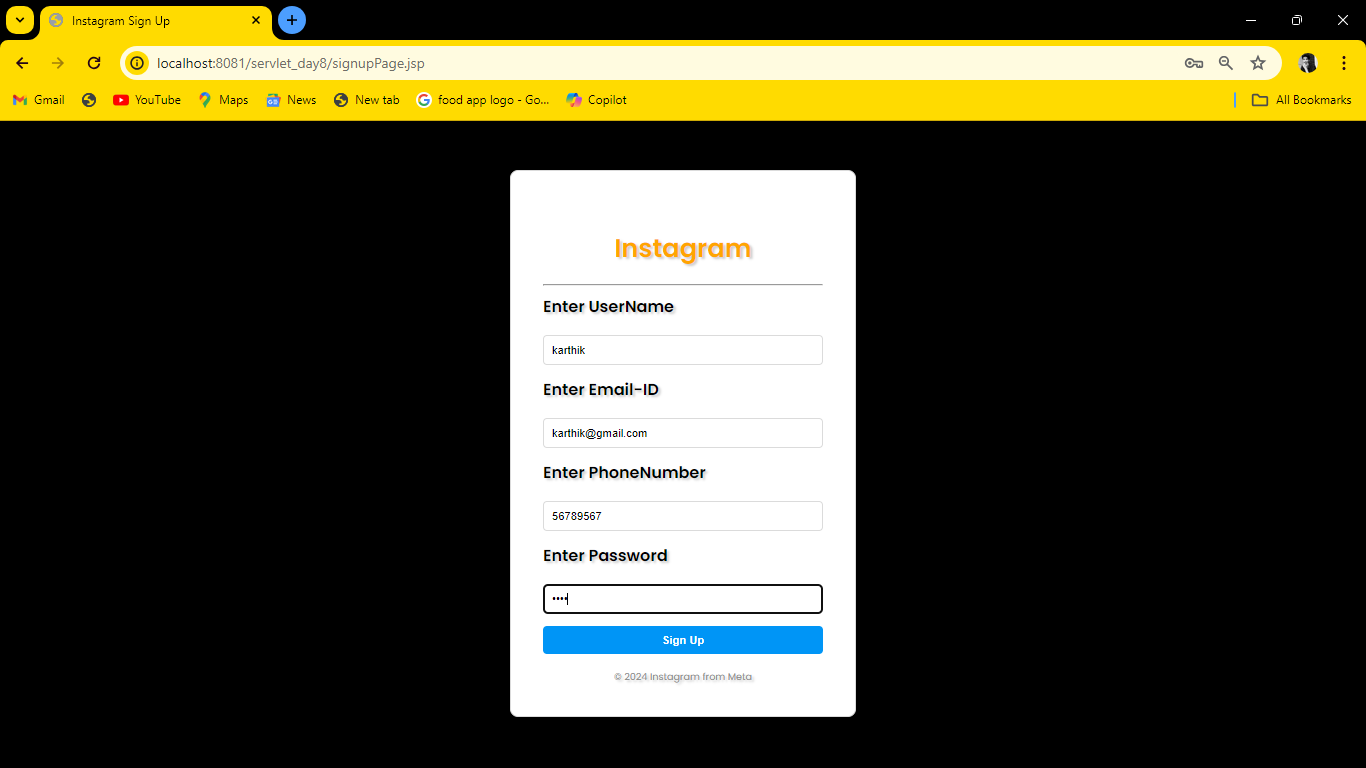 Instagram Sign Up
localhost:8081/servlet_day8/signupPage.jsp
Gmail YouTube Maps News New tab food app logo - Go... Copilot All Bookmarks
Instagram
Enter UserName
karthik
Enter Email-ID
karthik@gmail.com
Enter PhoneNumber
56789567
Enter Password
••••
Sign Up
© 2024 Instagram from Meta